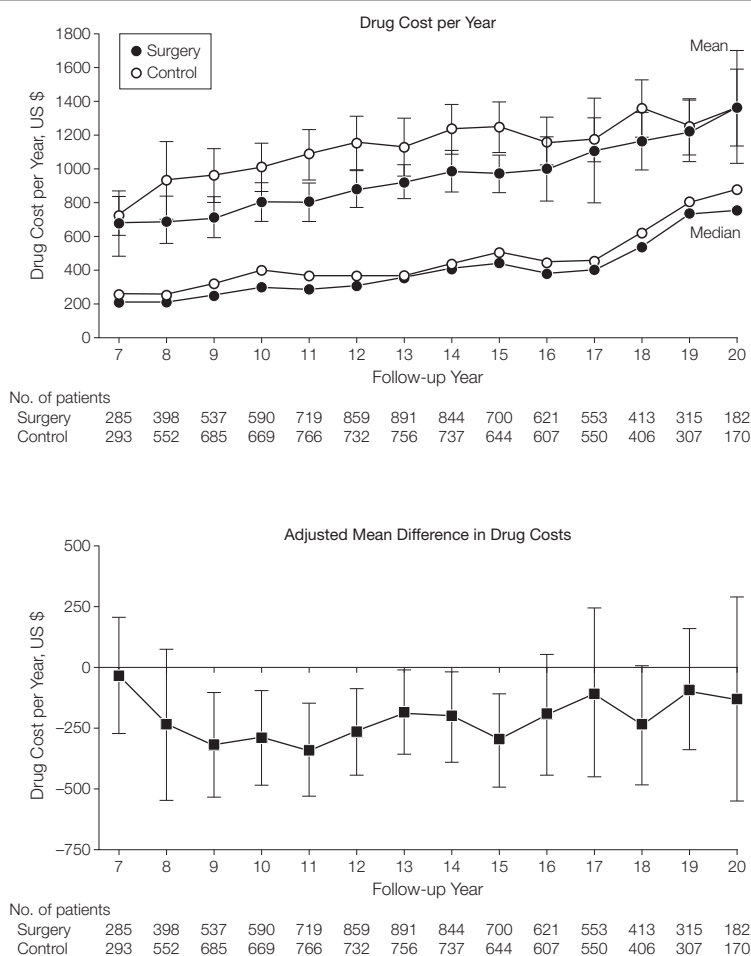 Drug Cost per Year
1800
1600
1400
1200
1000
800
600
400
200
0
Drug Cost per Year, US $
Surgery
Control
Mean
Median
7 8 9 10 11 12 13 14 15 16 17 18 19 20
Follow-up Year
No. of patients
Surgery 285 398 537 590 719 859 891 844 700 621 553 413 315 182
Control 293 552 685 669 766 732 756 737 644 607 550 406 307 170
Adjusted Mean Difference in Drug Costs
500
250
0
–250
–500
–750
Drug Cost per Year, US $
7 8 9 10 11 12 13 14 15 16 17 18 19 20
Follow-up Year
No. of patients
Surgery 285 398 537 590 719 859 891 844 700 621 553 413 315 182
Control 293 552 685 669 766 732 756 737 644 607 550 406 307 170